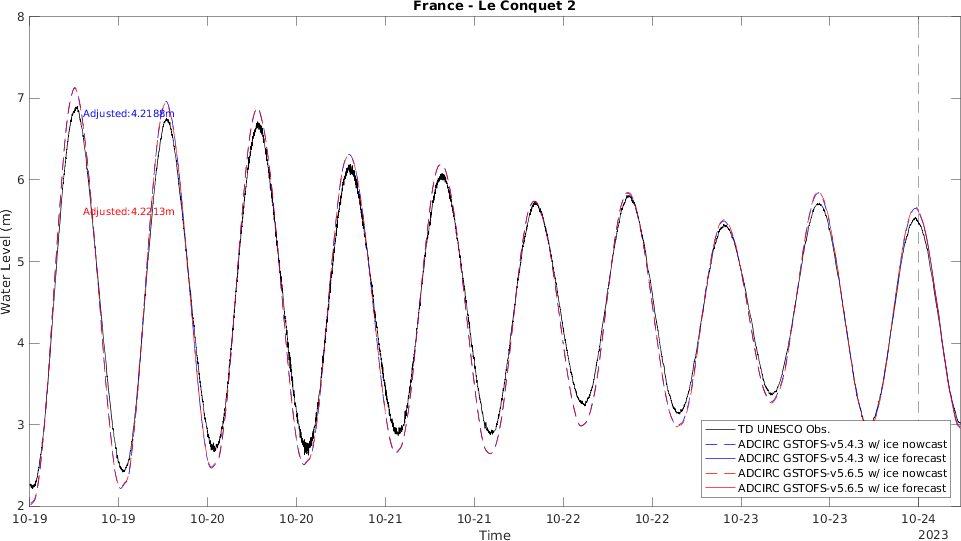 France - Le Conquet 2
8
7
6
5
4
3
2
Water Level (m)
Adjusted:4.2188m
Adjusted:4.2213m
TD UNESCO Obs.
ADCIRC GSTOFS-v5.4.3 w/ ice nowcast
ADCIRC GSTOFS-v5.4.3 w/ ice forecast
ADCIRC GSTOFS-v5.6.5 w/ ice nowcast
ADCIRC GSTOFS-v5.6.5 w/ ice forecast
10-19 10-19 10-20 10-20 10-21 10-21 10-22 10-22 10-23 10-23 10-24
2023
Time